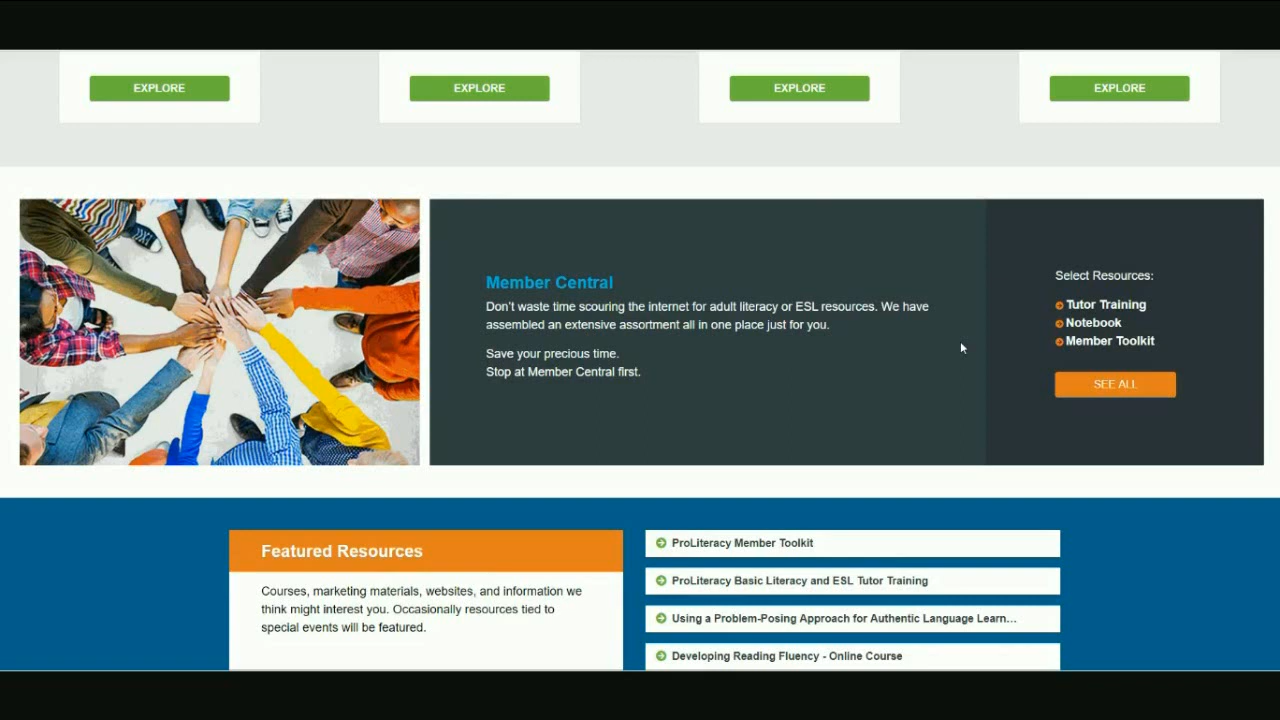 EXPLORE
EXPLORE
EXPLORE
EXPLORE
Member Central
Don't waste time scouring the internet for adult literacy or ESL resources. We have
assembled an extensive assortment all in one place just for you.
Save your precious time.
Stop at Member Central first.
Select Resources:
Tutor Training
Notebook
Member Toolkit
SEE ALL
Featured Resources
Courses, marketing materials, websites, and information we
think might interest you. Occasionally resources tied to
special events will be featured.
ProLiteracy Member Toolkit
ProLiteracy Basic Literacy and ESL Tutor Training
Using a Problem-Posing Approach for Authentic Language Learn...
Developing Reading Fluency - Online Course